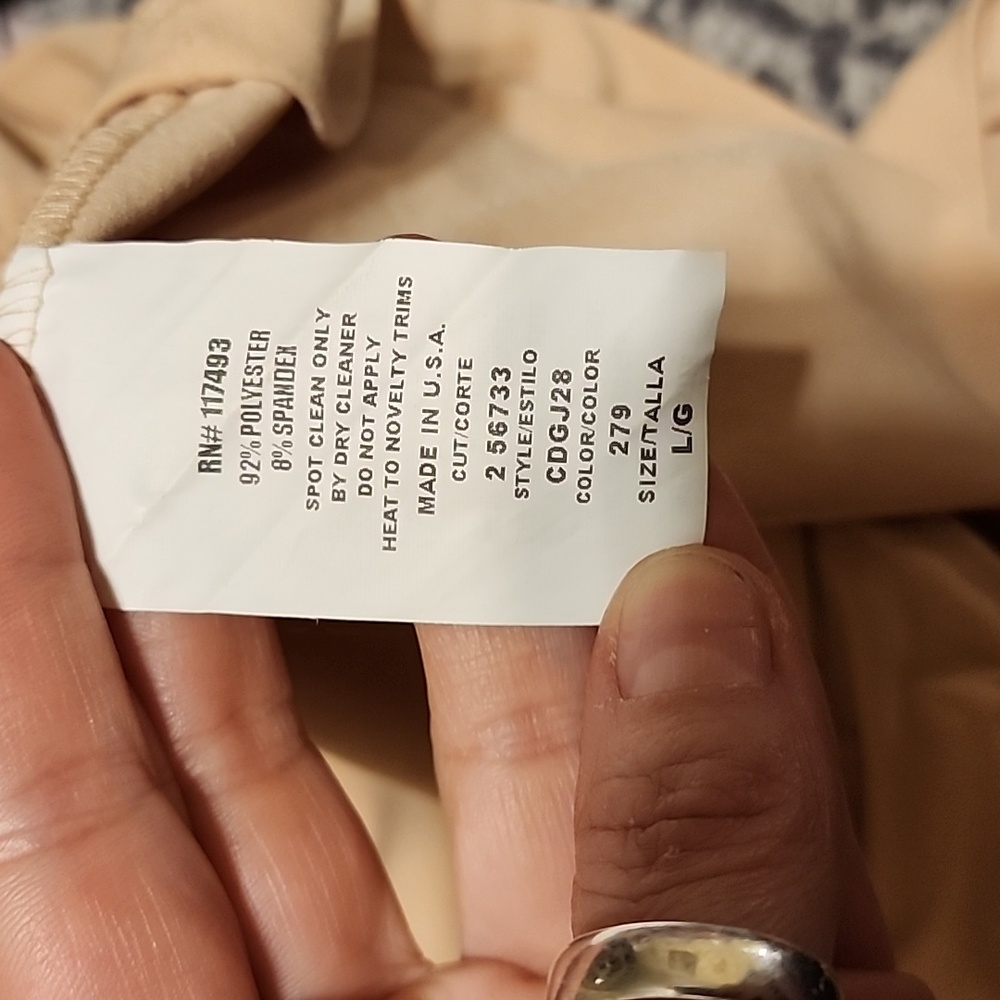 RN# 117493
92% POLYESTER
8% SPANDEX
SPOT CLEAN ONLY
BY DRY CLEANER
DO NOT APPLY
HEAT TO NOVELTY TRIMS
MADE IN U.S.A.
CUT/CORTE
2 56733
STYLE/ESTILO
CDGJ28
COLOR/COLOR
279
SIZE/TALLA
L/G